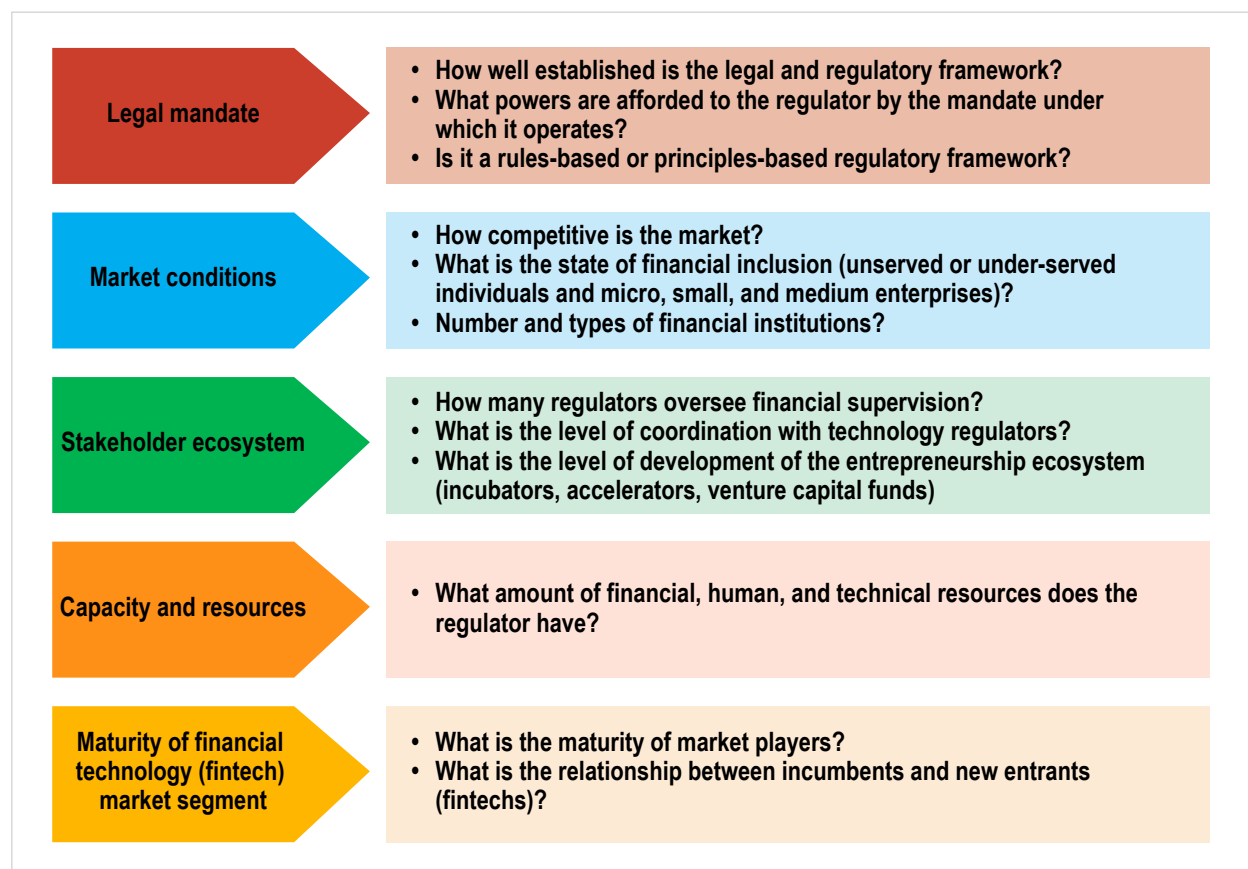 Legal mandate
• How well established is the legal and regulatory framework?
• What powers are afforded to the regulator by the mandate under
which it operates?
• Is it a rules-based or principles-based regulatory framework?
Market conditions
• How competitive is the market?
• What is the state of financial inclusion (unserved or under-served
individuals and micro, small, and medium enterprises)?
• Number and types of financial institutions?
Stakeholder ecosystem
• How many regulators oversee financial supervision?
• What is the level of coordination with technology regulators?
• What is the level of development of the entrepreneurship ecosystem
(incubators, accelerators, venture capital funds)
Capacity and resources
• What amount of financial, human, and technical resources does the
regulator have?
Maturity of financial
technology (fintech)
market segment
• What is the maturity of market players?
• What is the relationship between incumbents and new entrants
(fintechs)?